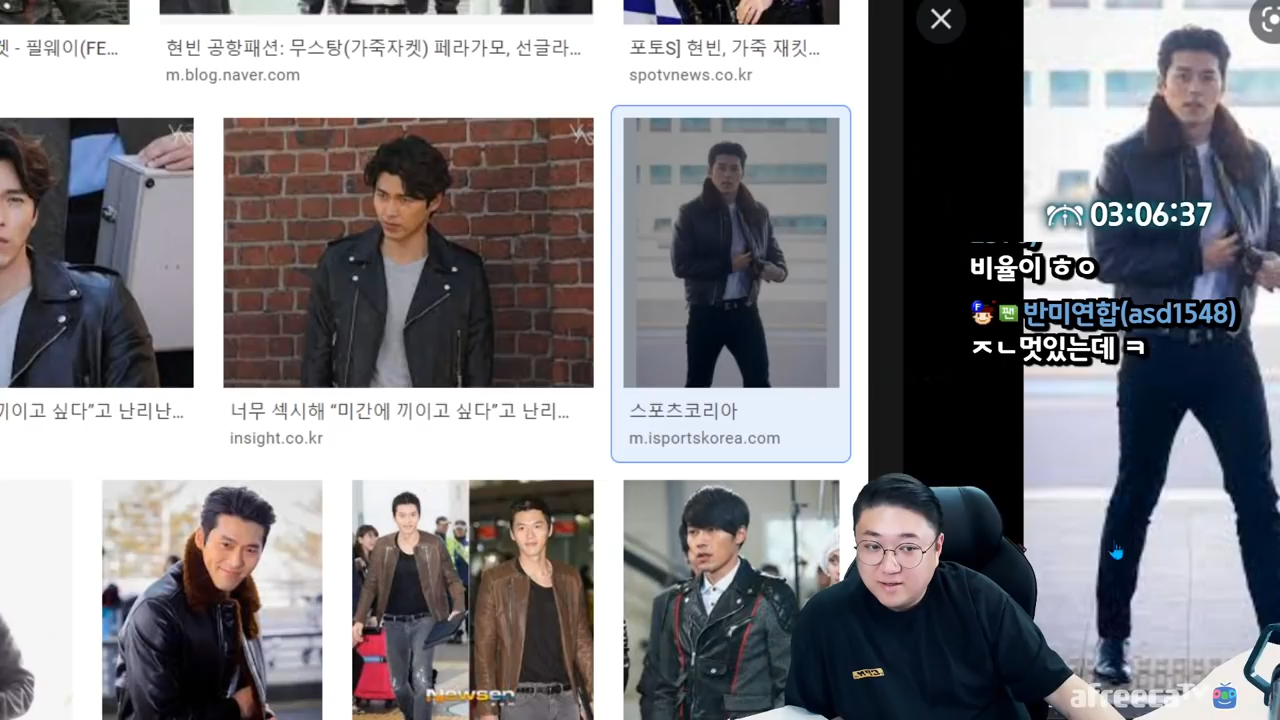 켓 - 필웨이(FE...
현빈 공항패션: 무스탕(가죽자켓) 페라가모, 선글라...
m.blog.naver.com
포토S] 현빈, 가죽 재킷...
spotvnews.co.kr
03:06:37
비율이 ㅎㅇ
F
팬
반미연합(asd1548)
ㅈㄴ멋있는데 ㅋ
끼이고 싶다”고 난리난...
너무 섹시해 “미간에 끼이고 싶다”고 난리...
insight.co.kr
스포츠코리아
m.isportskorea.com
Newsen
afreecaTV